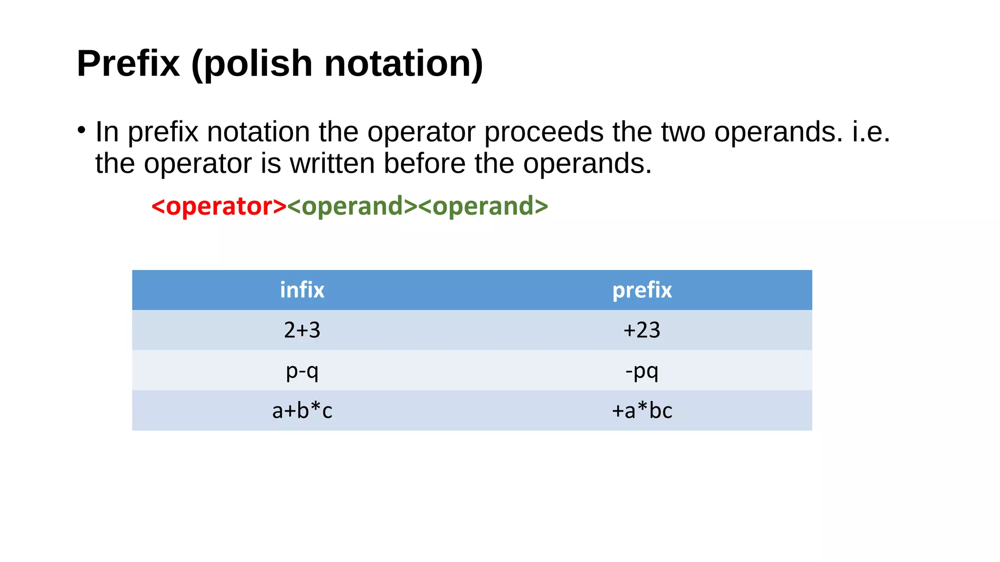 Prefix (polish notation)
• In prefix notation the operator proceeds the two operands. i.e.
the operator is written before the operands.
<operator><operand><operand>
infix prefix
2+3 +23
p-q -pq
a+b*c +a*bc